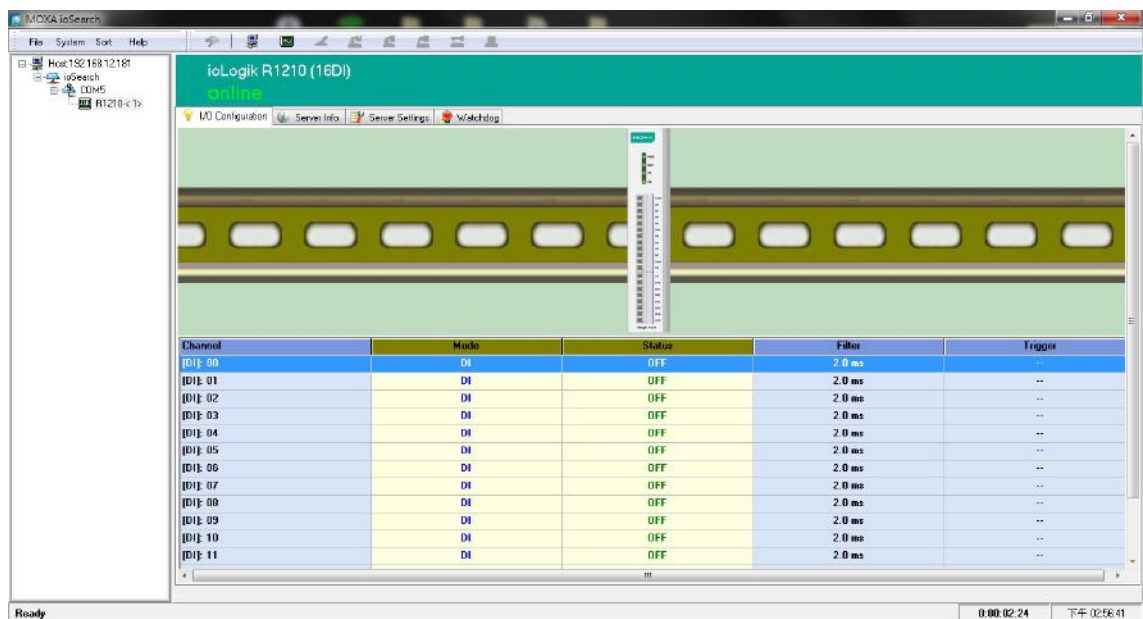 MOXA ioSearch
File System Sort Help
Host:192.168.12.181
ioSearch
COM5
R1210-< 1>
ioLogik R1210 (16DI)
online
I/O Configuration Server Info Server Settings Watchdog
MOXA
Channel Mode Status Filter Trigger
[DI]: 00 DI OFF 2.0 ms --
[DI]: 01 DI OFF 2.0 ms --
[DI]: 02 DI OFF 2.0 ms --
[DI]: 03 DI OFF 2.0 ms --
[DI]: 04 DI OFF 2.0 ms --
[DI]: 05 DI OFF 2.0 ms --
[DI]: 06 DI OFF 2.0 ms --
[DI]: 07 DI OFF 2.0 ms --
[DI]: 08 DI OFF 2.0 ms --
[DI]: 09 DI OFF 2.0 ms --
[DI]: 10 DI OFF 2.0 ms --
[DI]: 11 DI OFF 2.0 ms --
Ready 0:00:02:24 下午 02:56:41